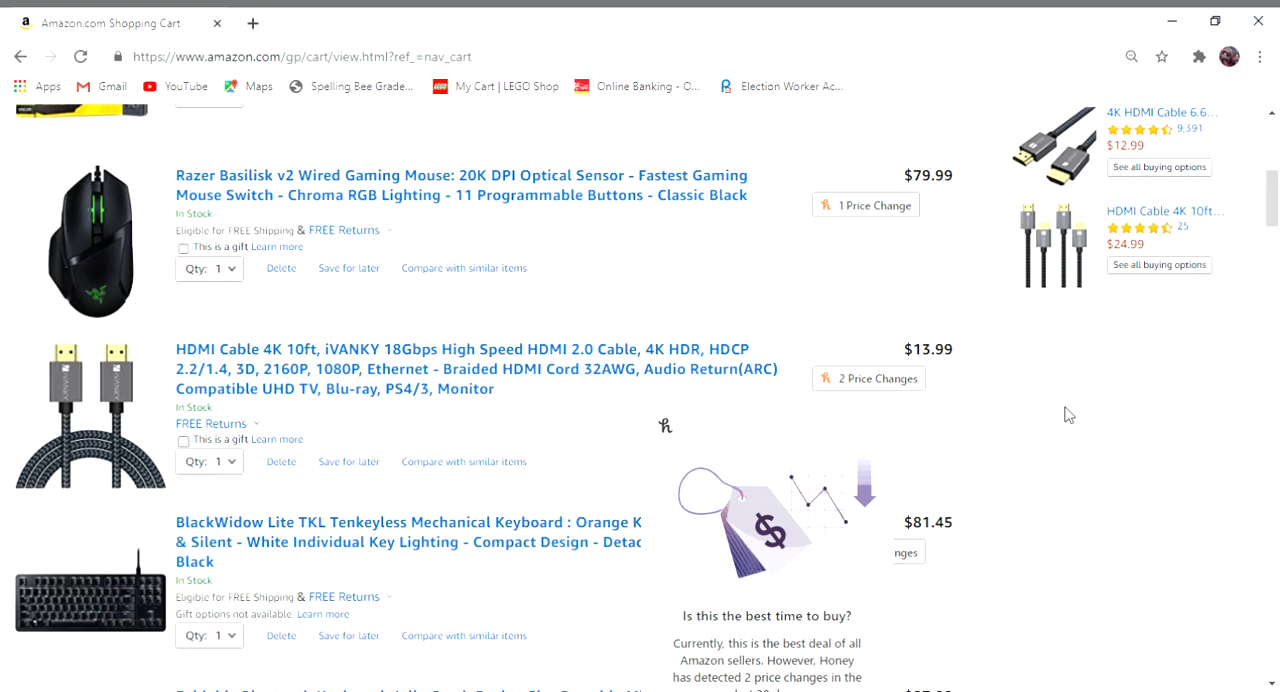 Amazon.com Shopping Cart
https://www.amazon.com/gp/cart/view.html?ref_=nav_cart
Apps
Gmail
YouTube
Maps
Spelling Bee Grade...
My Cart | LEGO Shop
Online Banking - O...
Election Worker Ac...
Razer Basilisk v2 Wired Gaming Mouse: 20K DPI Optical Sensor - Fastest Gaming
Mouse Switch - Chroma RGB Lighting - 11 Programmable Buttons - Classic Black
$79.99
In Stock
1 Price Change
Eligible for FREE Shipping & FREE Returns
This is a gift Learn more
Qty: 1
Delete
Save for later
Compare with similar items
HDMI Cable 4K 10ft, iVANKY 18Gbps High Speed HDMI 2.0 Cable, 4K HDR, HDCP
2.2/1.4, 3D, 2160P, 1080P, Ethernet - Braided HDMI Cord 32AWG, Audio Return(ARC)
Compatible UHD TV, Blu-ray, PS4/3, Monitor
$13.99
2 Price Changes
In Stock
FREE Returns
This is a gift Learn more
Qty: 1
Delete
Save for later
Compare with similar items
BlackWidow Lite TKL Tenkeyless Mechanical Keyboard : Orange K
& Silent - White Individual Key Lighting - Compact Design - Detac
Black
$81.45
nges
In Stock
Eligible for FREE Shipping & FREE Returns
Gift options not available. Learn more
Qty: 1
Delete
Save for later
Compare with similar items
$
Is this the best time to buy?
Currently, this is the best deal of all
Amazon sellers. However, Honey
has detected 2 price changes in the
4K HDMI Cable 6.6...
9,391
$12.99
See all buying options
HDMI Cable 4K 10ft...
25
$24.99
See all buying options